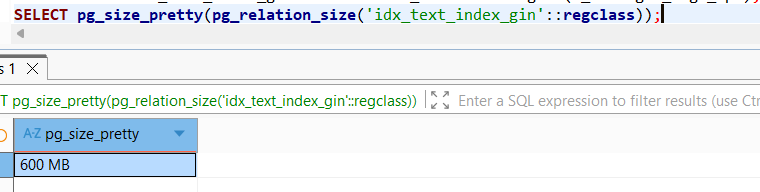 SELECT pg_size_pretty(pg_relation_size('idx_text_index_gin'::regclass));
s 1
T pg_size_pretty(pg_relation_size('idx_text_index_gin'::regclass))
Enter a SQL expression to filter results (use Ctr
A-Z pg_size_pretty
600 MB